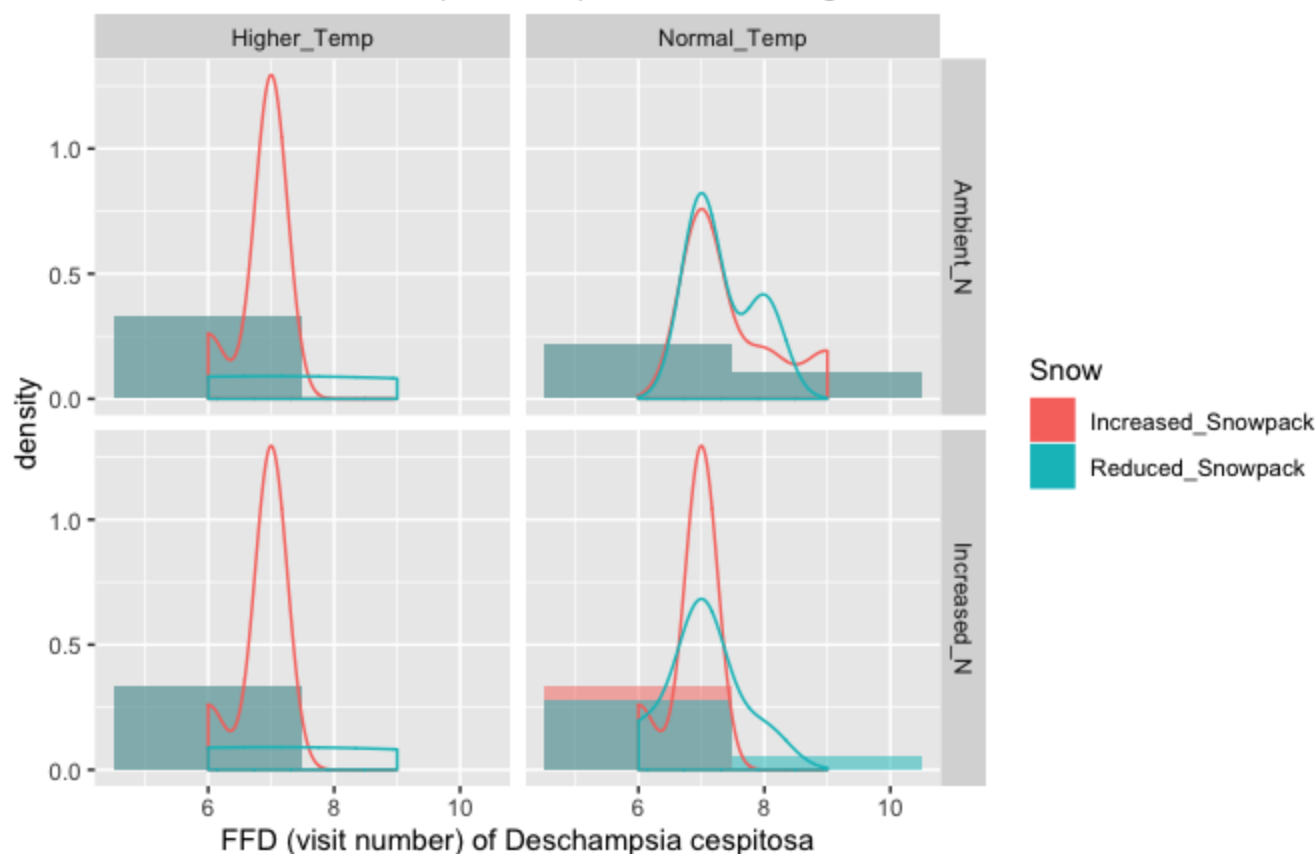 Higher_Temp
Normal_Temp
1.0
0.5
0.0
Ambient_N
1.0
0.5
0.0
Increased_N
density
6 8 10
6 8 10
FFD (visit number) of Deschampsia cespitosa
Snow
Increased_Snowpack
Reduced_Snowpack